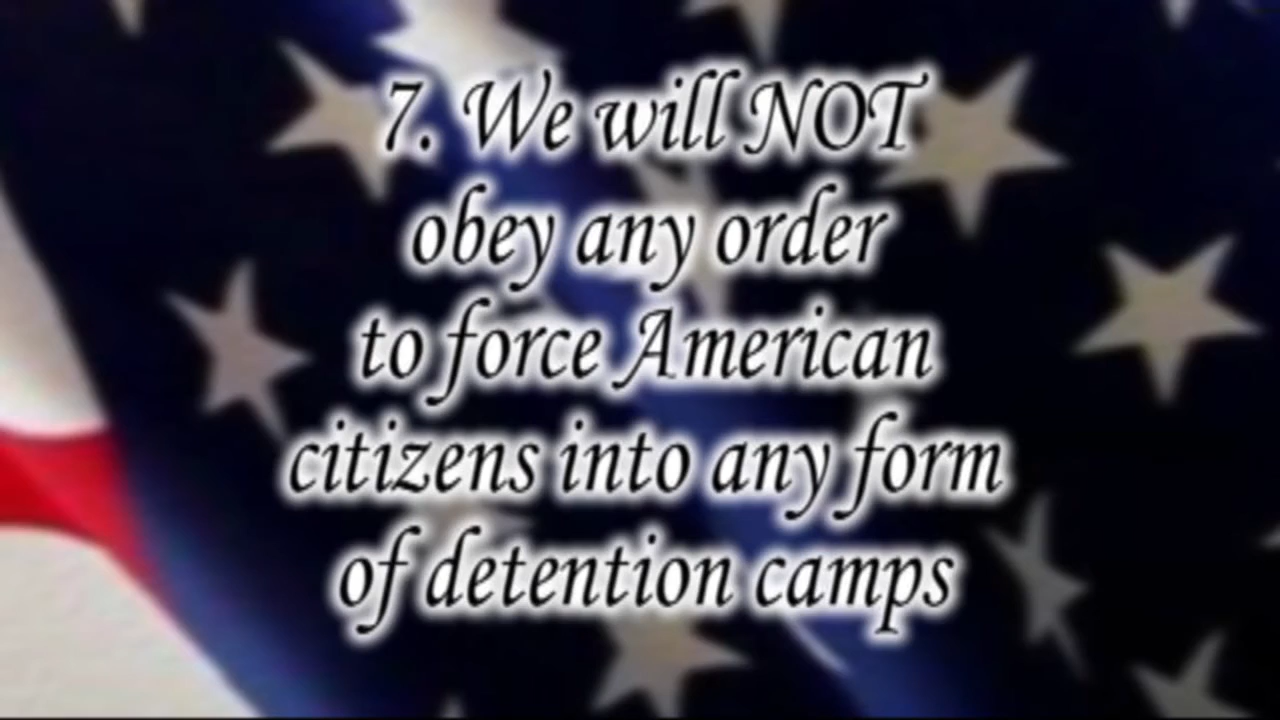 7. We will NOT
obey any order
to force American
citizens into any form
of detention camps